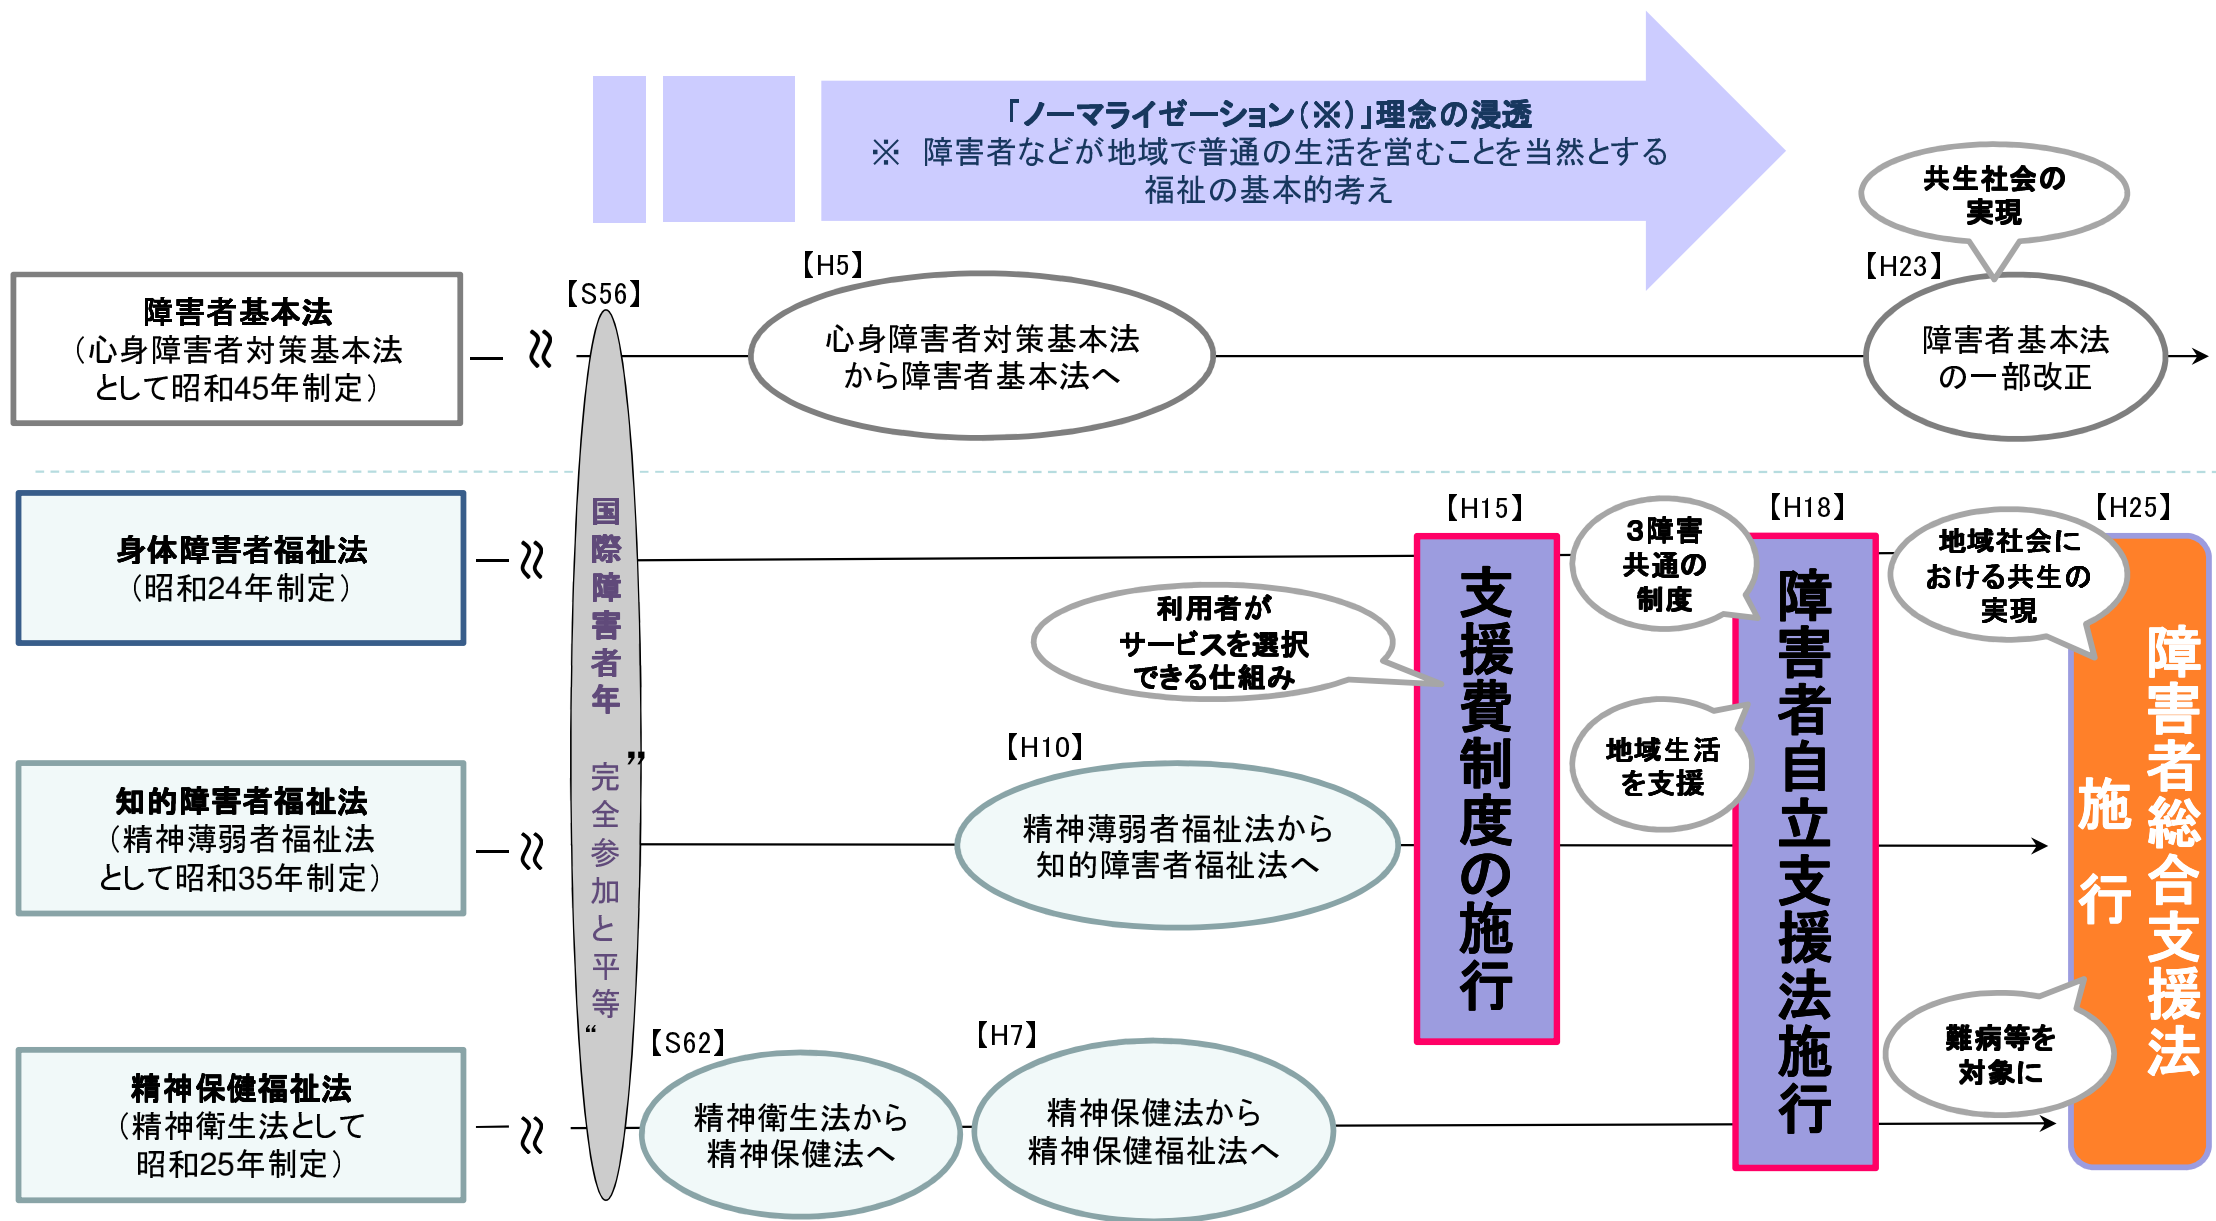 「ノーマライゼーション(※)」理念の浸透
※ 障害者などが地域で普通の生活を営むことを当然とする
福祉の基本的考え
共生社会の
実現
【H5】
【H23】
【S56】
障害者基本法
(心身障害者対策基本法
として昭和45年制定)
心身障害者対策基本法
から障害者基本法へ
障害者基本法
の一部改正
国際障害者年 ”完全参加と平等“
身体障害者福祉法
(昭和24年制定)
【H15】
支援費制度の施行
利用者が
サービスを選択
できる仕組み
3障害
共通の
制度
地域生活
を支援
【H18】
障害者自立支援法施行
地域社会に
おける共生の
実現
【H25】
障害者総合支援法
施行
難病等を
対象に
知的障害者福祉法
(精神薄弱者福祉法
として昭和35年制定)
【H10】
精神薄弱者福祉法から
知的障害者福祉法へ
精神保健福祉法
(精神衛生法として
昭和25年制定)
【S62】
精神衛生法から
精神保健法へ
【H7】
精神保健法から
精神保健福祉法へ